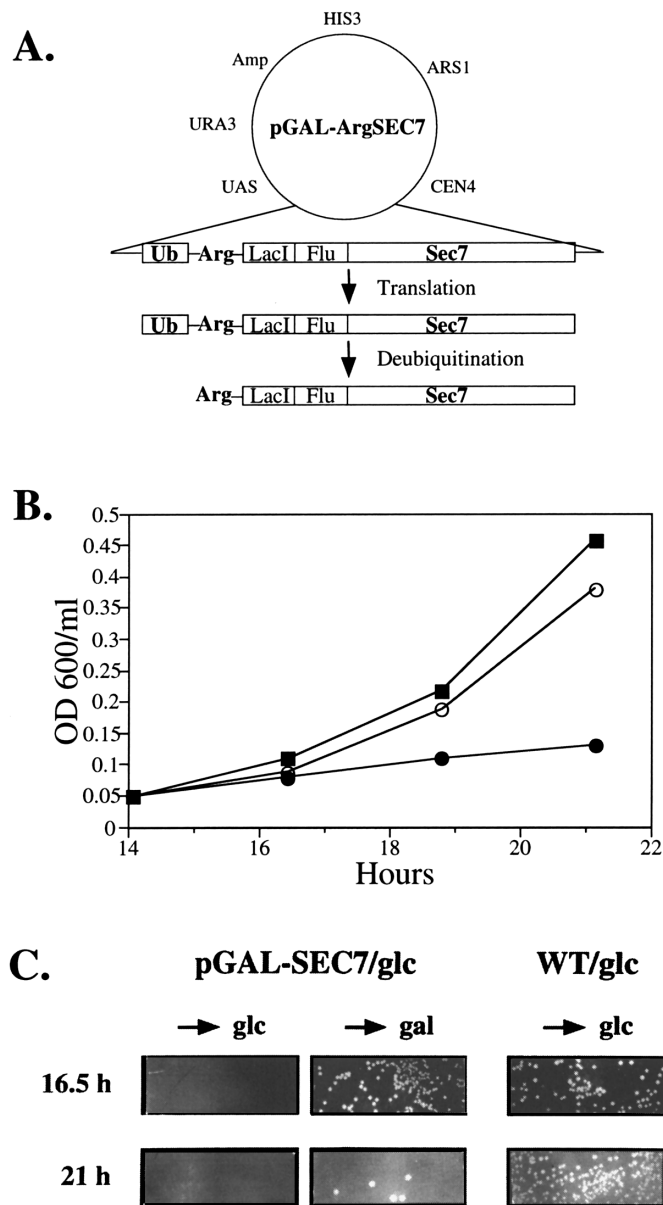 A.
HIS3
Amp
ARS1
URA3
pGAL-ArgSEC7
UAS
CEN4
Ub Arg LacI Flu Sec7
Translation
Ub Arg LacI Flu Sec7
Deubiquitination
Arg LacI Flu Sec7
B.
OD 600/ml
0.5
0.45
0.4
0.35
0.3
0.25
0.2
0.15
0.1
0.05
0
14 16 18 20 22
Hours
C.
pGAL-SEC7/glc WT/glc
glc gal glc
16.5 h
21 h